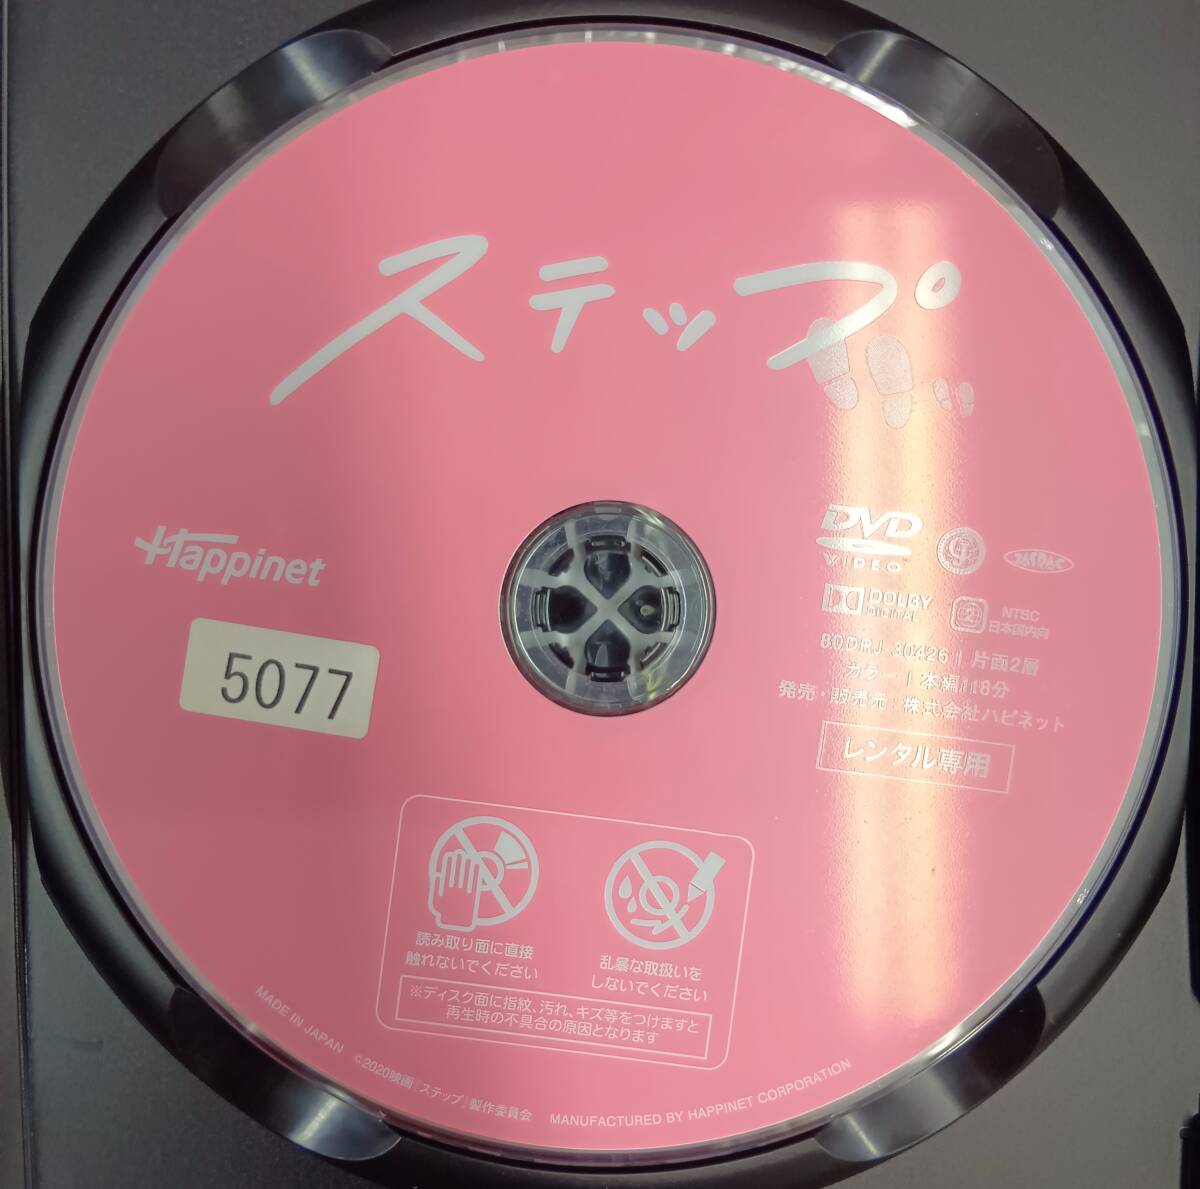 ステップ
Happinet
5077
DVD
VIDEO
JASRAC
DOLBY
DIGITAL
2
NTSC
日本国内向
80DRJ-30426 | 片面2層
カラー | 本編118分
発売・販売元:株式会社ハピネット
レンタル専用
読み取り面に直接
触れないでください
乱暴な取扱いを
しないでください
※ディスク面に指紋、汚れ、キズ等をつけますと
再生時の不具合の原因となります
MADE IN JAPAN ©2020映画「ステップ」製作委員会 MANUFACTURED BY HAPPINET CORPORATION